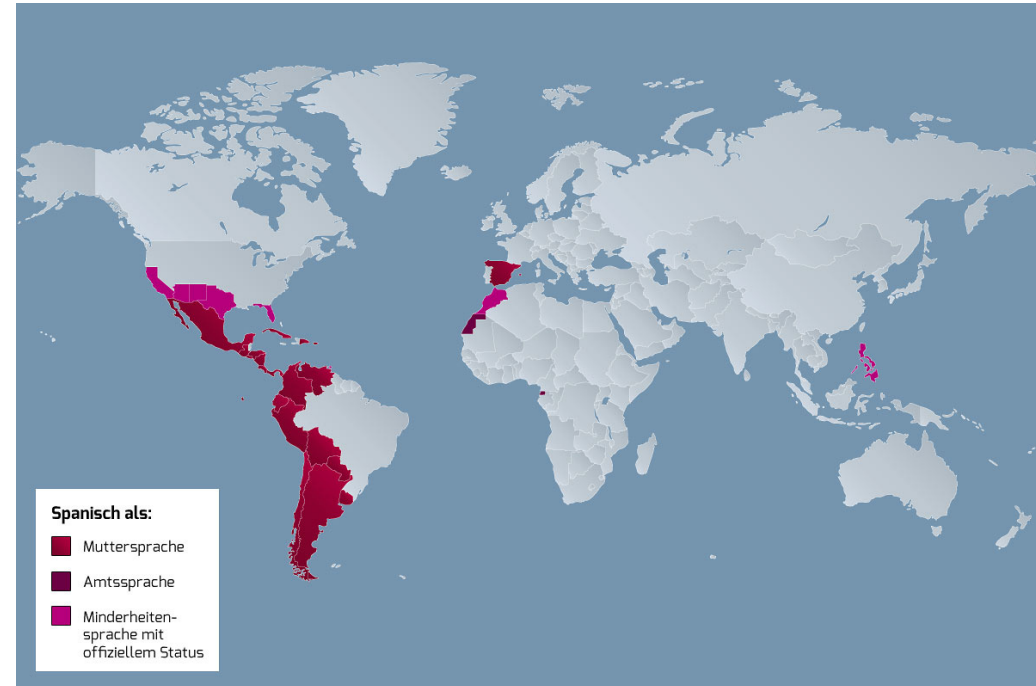 Spanisch als:
Muttersprache
Amtssprache
Minderheiten-
sprache mit
offiziellem Status